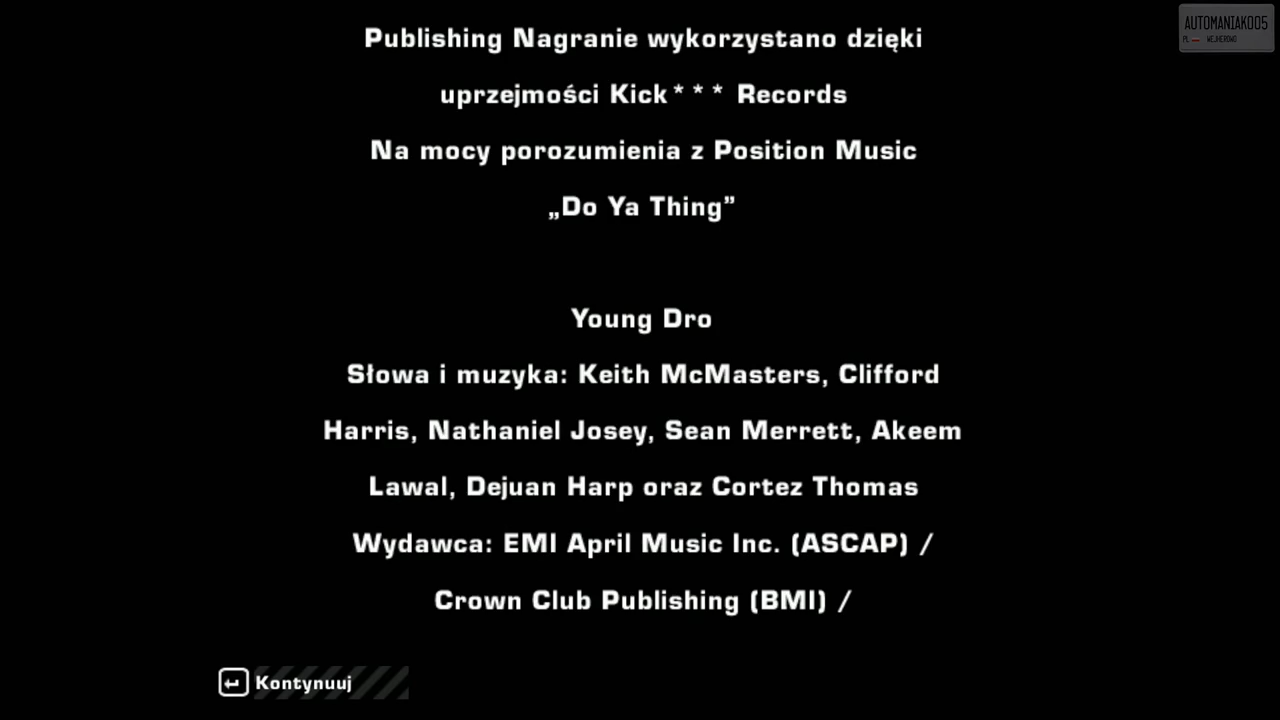 AUTOMANIAK005
PL WEJHEROWO
Publishing Nagranie wykorzystano dzięki
uprzejmości Kick*** Records
Na mocy porozumienia z Position Music
„Do Ya Thing”
Young Dro
Słowa i muzyka: Keith McMasters, Clifford
Harris, Nathaniel Josey, Sean Merrett, Akeem
Lawal, Dejuan Harp oraz Cortez Thomas
Wydawca: EMI April Music Inc. (ASCAP) /
Crown Club Publishing (BMI) /
Kontynuuj